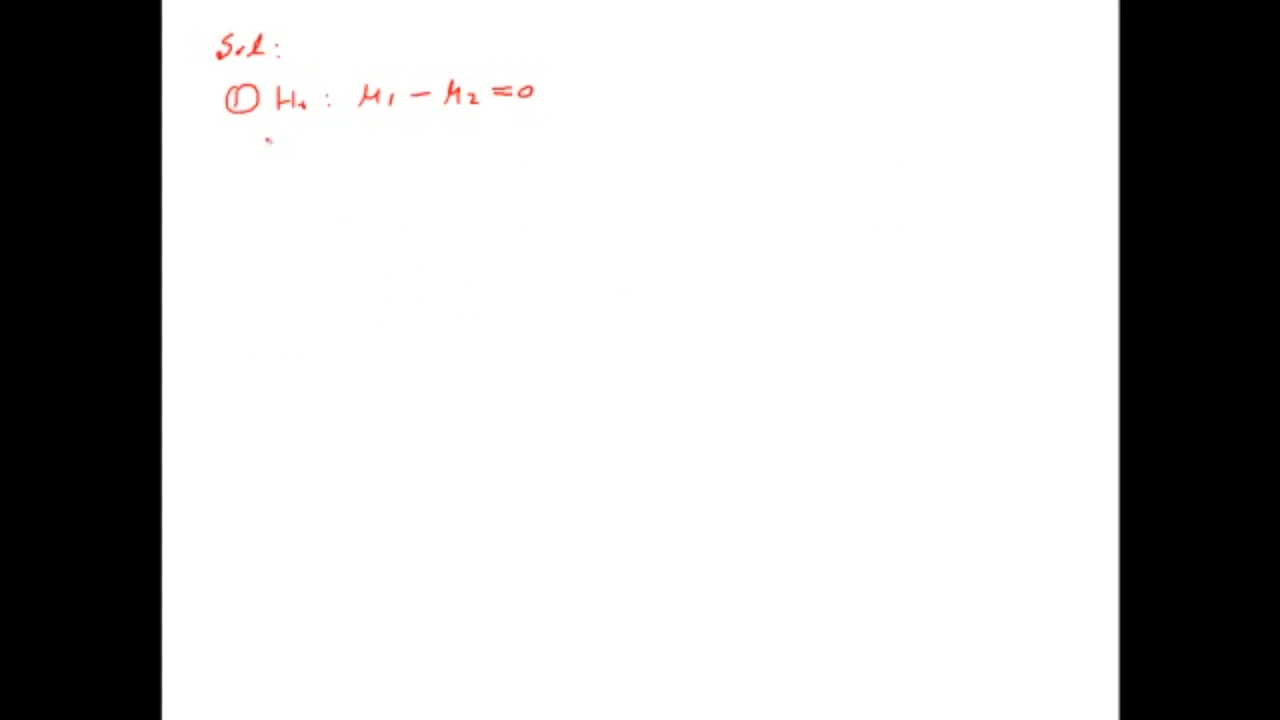 Sol:
① H₀ : μ₁ − μ₂ = 0